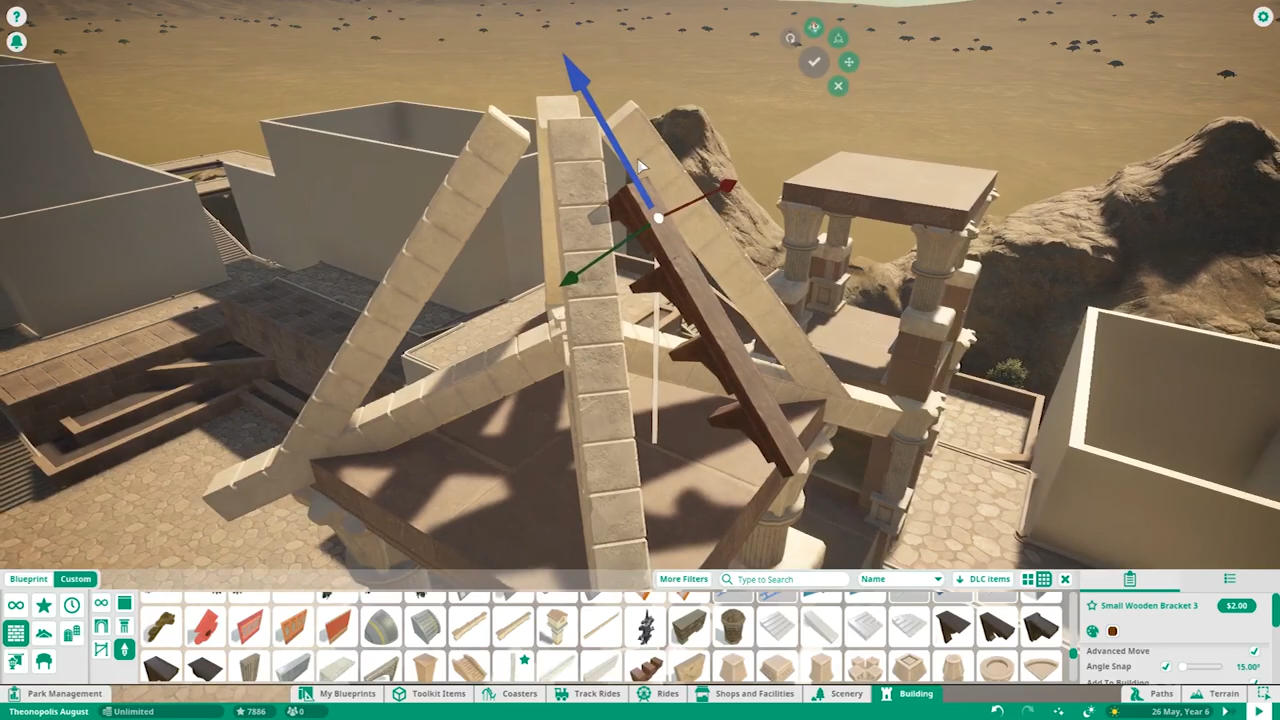 ?
Blueprint Custom More Filters Type to Search Name DLC items
Small Wooden Bracket 3 $2.00
Advanced Move
Angle Snap 15.00°
Park Management My Blueprints Toolkit Items Coasters Track Rides Rides Shops and Facilities Scenery Building Paths Terrain
Theonopolis August Unlimited 7886 0 26 May, Year 6